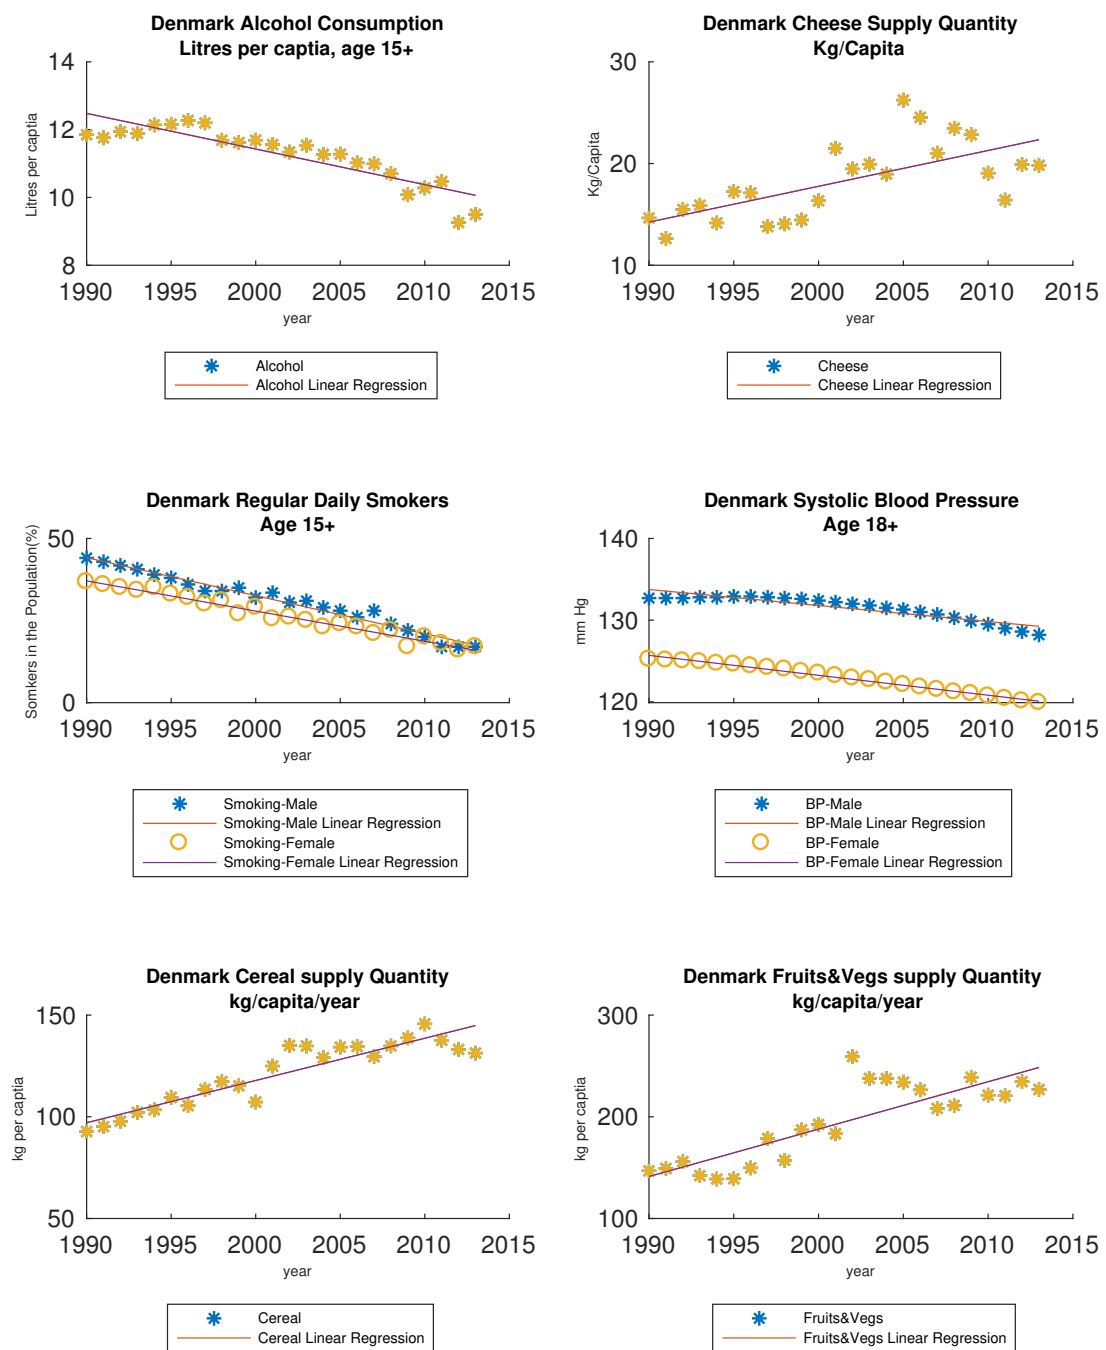 Denmark Alcohol Consumption
Litres per captia, age 15+
Litres per captia
14
12
10
8
1990 1995 2000 2005 2010 2015
year
Alcohol
Alcohol Linear Regression
Denmark Cheese Supply Quantity
Kg/Capita
Kg/Capita
30
20
10
1990 1995 2000 2005 2010 2015
year
Cheese
Cheese Linear Regression
Denmark Regular Daily Smokers
Age 15+
Somkers in the Population(%)
50
0
1990 1995 2000 2005 2010 2015
year
Smoking-Male
Smoking-Male Linear Regression
Smoking-Female
Smoking-Female Linear Regression
Denmark Systolic Blood Pressure
Age 18+
mm Hg
140
130
120
1990 1995 2000 2005 2010 2015
year
BP-Male
BP-Male Linear Regression
BP-Female
BP-Female Linear Regression
Denmark Cereal supply Quantity
kg/capita/year
kg per captia
150
100
50
1990 1995 2000 2005 2010 2015
year
Cereal
Cereal Linear Regression
Denmark Fruits&Vegs supply Quantity
kg/capita/year
kg per captia
300
200
100
1990 1995 2000 2005 2010 2015
year
Fruits&Vegs
Fruits&Vegs Linear Regression